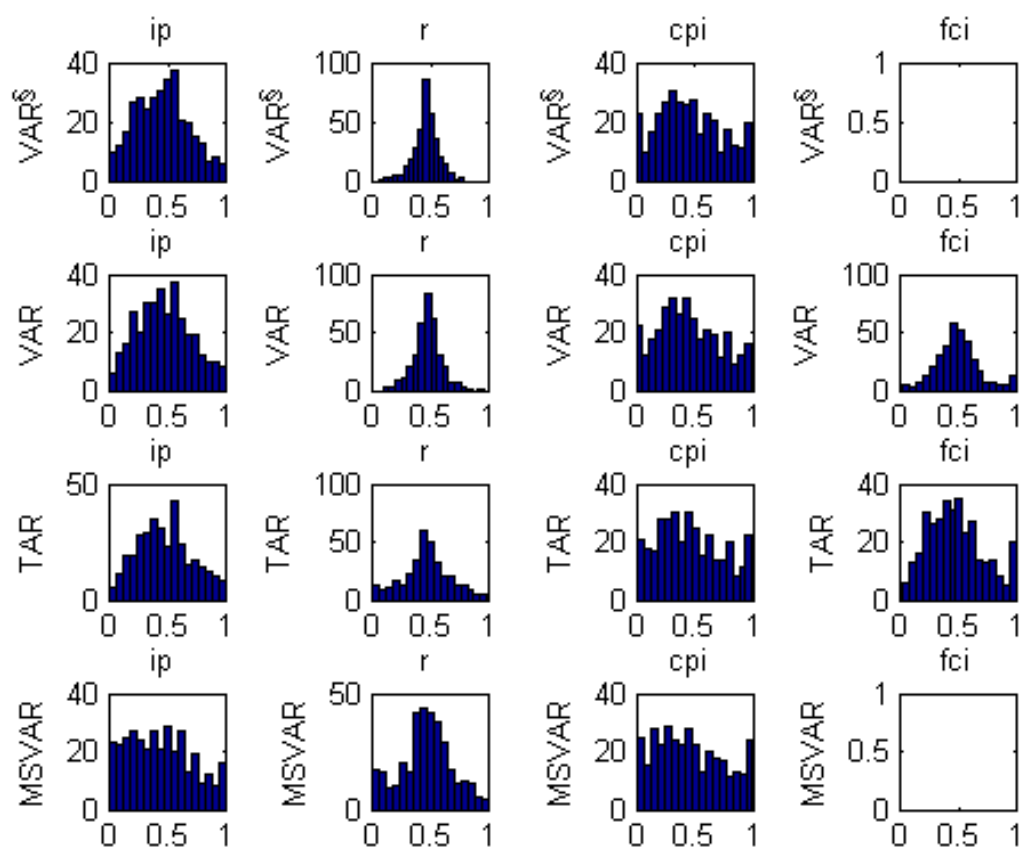 ip r cpi fci
VAR§ 40 20 0 VAR§ 100 50 0 VAR§ 40 20 0 VAR§ 1 0.5 0
0 0.5 1 0 0.5 1 0 0.5 1 0 0.5 1
ip r cpi fci
VAR 40 20 0 VAR 100 50 0 VAR 40 20 0 VAR 100 50 0
0 0.5 1 0 0.5 1 0 0.5 1 0 0.5 1
ip r cpi fci
TAR 50 0 TAR 100 50 0 TAR 40 20 0 TAR 40 20 0
0 0.5 1 0 0.5 1 0 0.5 1 0 0.5 1
ip r cpi fci
MSVAR 40 20 0 MSVAR 50 0 MSVAR 40 20 0 MSVAR 1 0.5 0
0 0.5 1 0 0.5 1 0 0.5 1 0 0.5 1